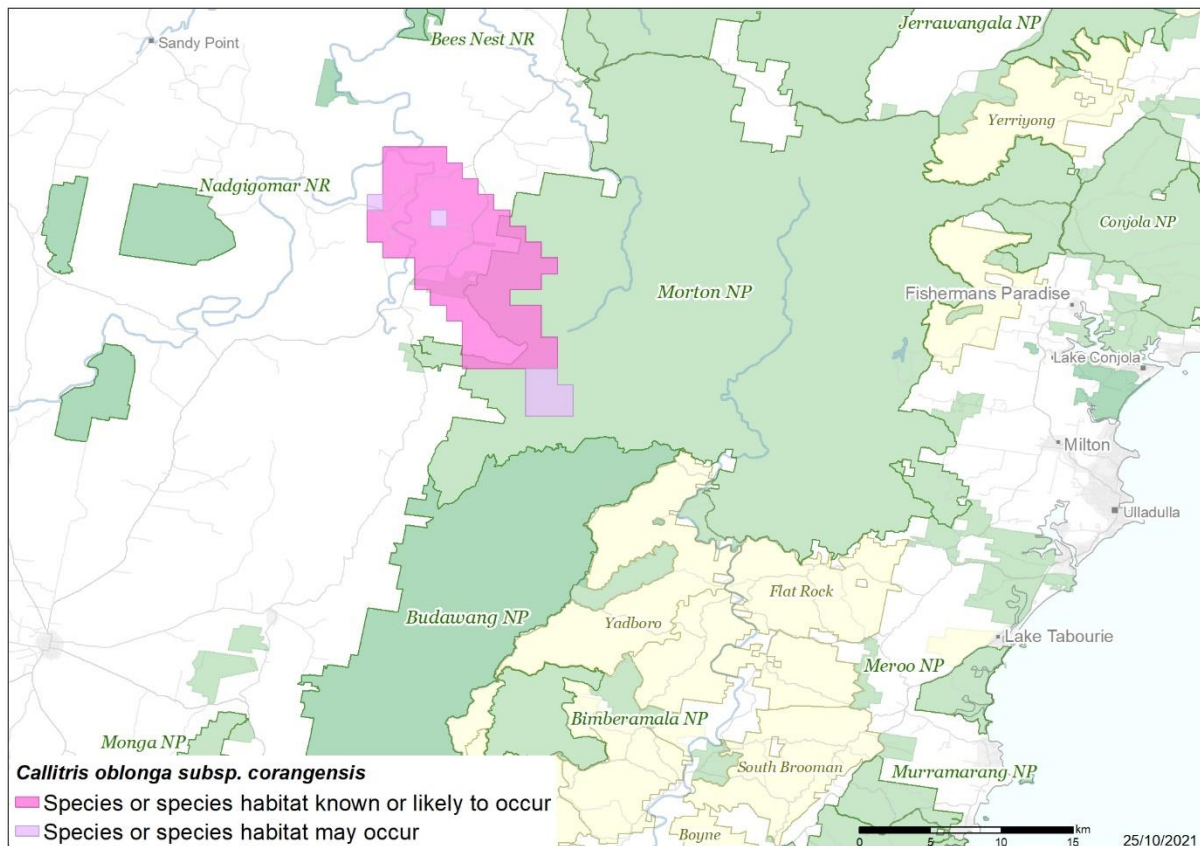 Sandy Point
Bees Nest NR
Jerrawangala NP
Yerriyong
Nadgigomar NR
Conjola NP
Morton NP
Fishermans Paradise
Lake Conjola
Milton
Ulladulla
Flat Rock
Budawang NP
Yadboro
Lake Tabourie
Meroo NP
Bimberamala NP
Monga NP
South Brooman
Murramarang NP
Boyne
Callitris oblonga subsp. corangensis
Species or species habitat known or likely to occur
Species or species habitat may occur
0 5 10 15
km
25/10/2021